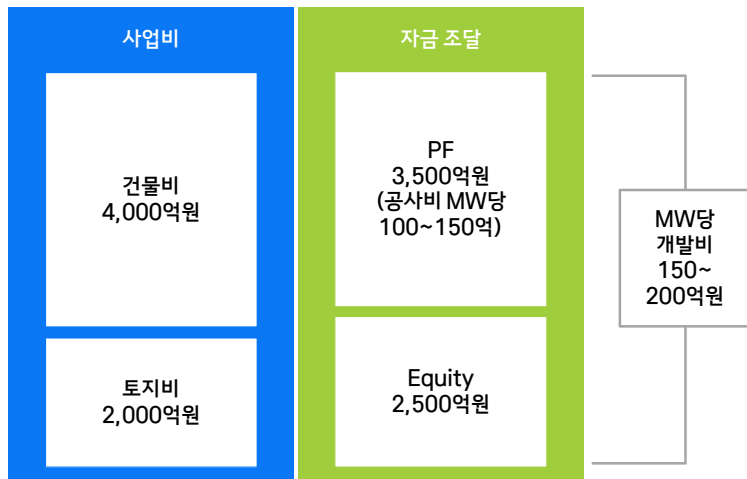 사업비
건물비
4,000억원
토지비
2,000억원
자금 조달
PF
3,500억원
(공사비 MW당
100~150억)
Equity
2,500억원
MW당
개발비
150~
200억원